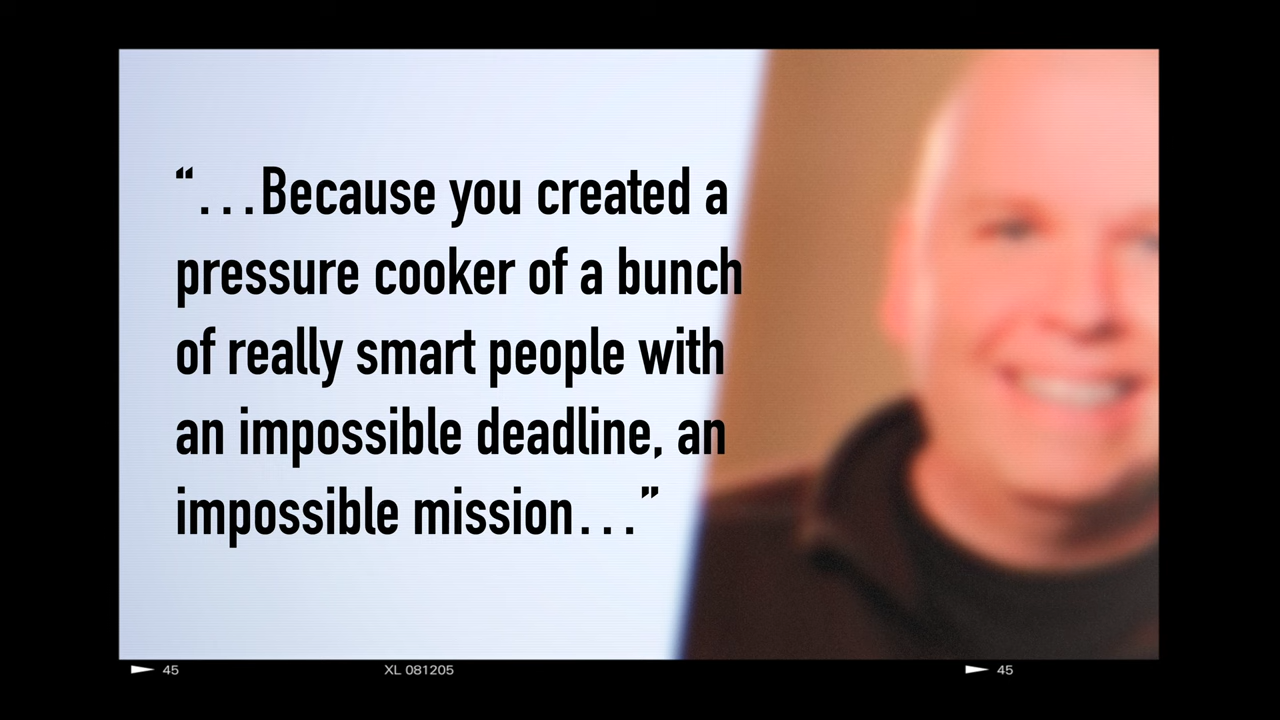 “...Because you created a
pressure cooker of a bunch
of really smart people with
an impossible deadline, an
impossible mission...”
45
XL 081205
45